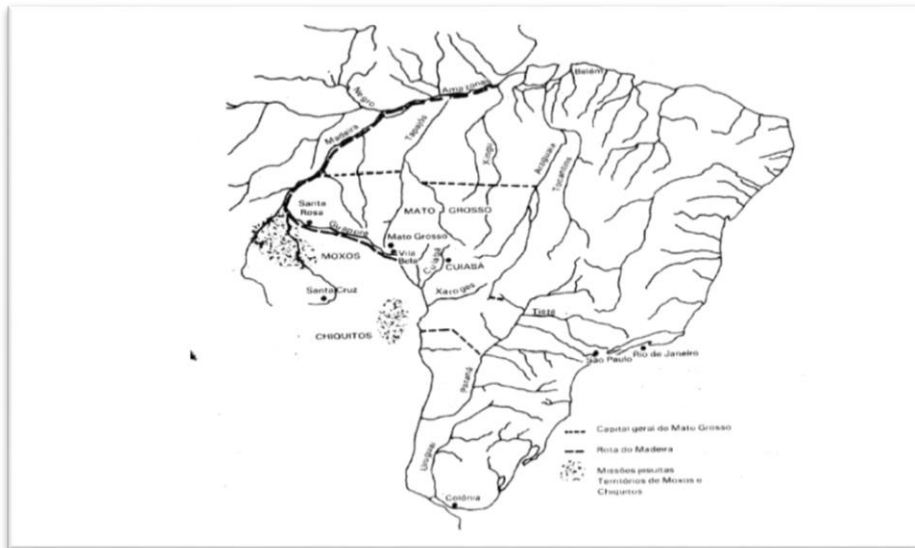 Belém
Amazonas
Negro
Madeira
Tapajós
Xingú
Araguaia
Tocantins
Santa
Rosa
Guaporé
MATO GROSSO
Mato Grosso
Vila
Bela
Cuiabá
CUIABÁ
MOXOS
Santa Cruz
Xarayes
CHIQUITOS
Tietê
São Paulo
Rio de Janeiro
Paraná
Uruguai
Colônia
Capital geral do Mato Grosso
Rota do Madeira
Missões jesuítas
Territórios de Moxos e
Chiquitos